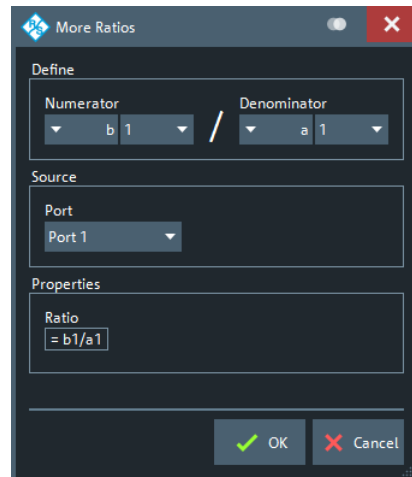 More Ratios
Define
Numerator
Denominator
b 1 / a 1
Source
Port
Port 1
Properties
Ratio
= b1/a1
OK
Cancel